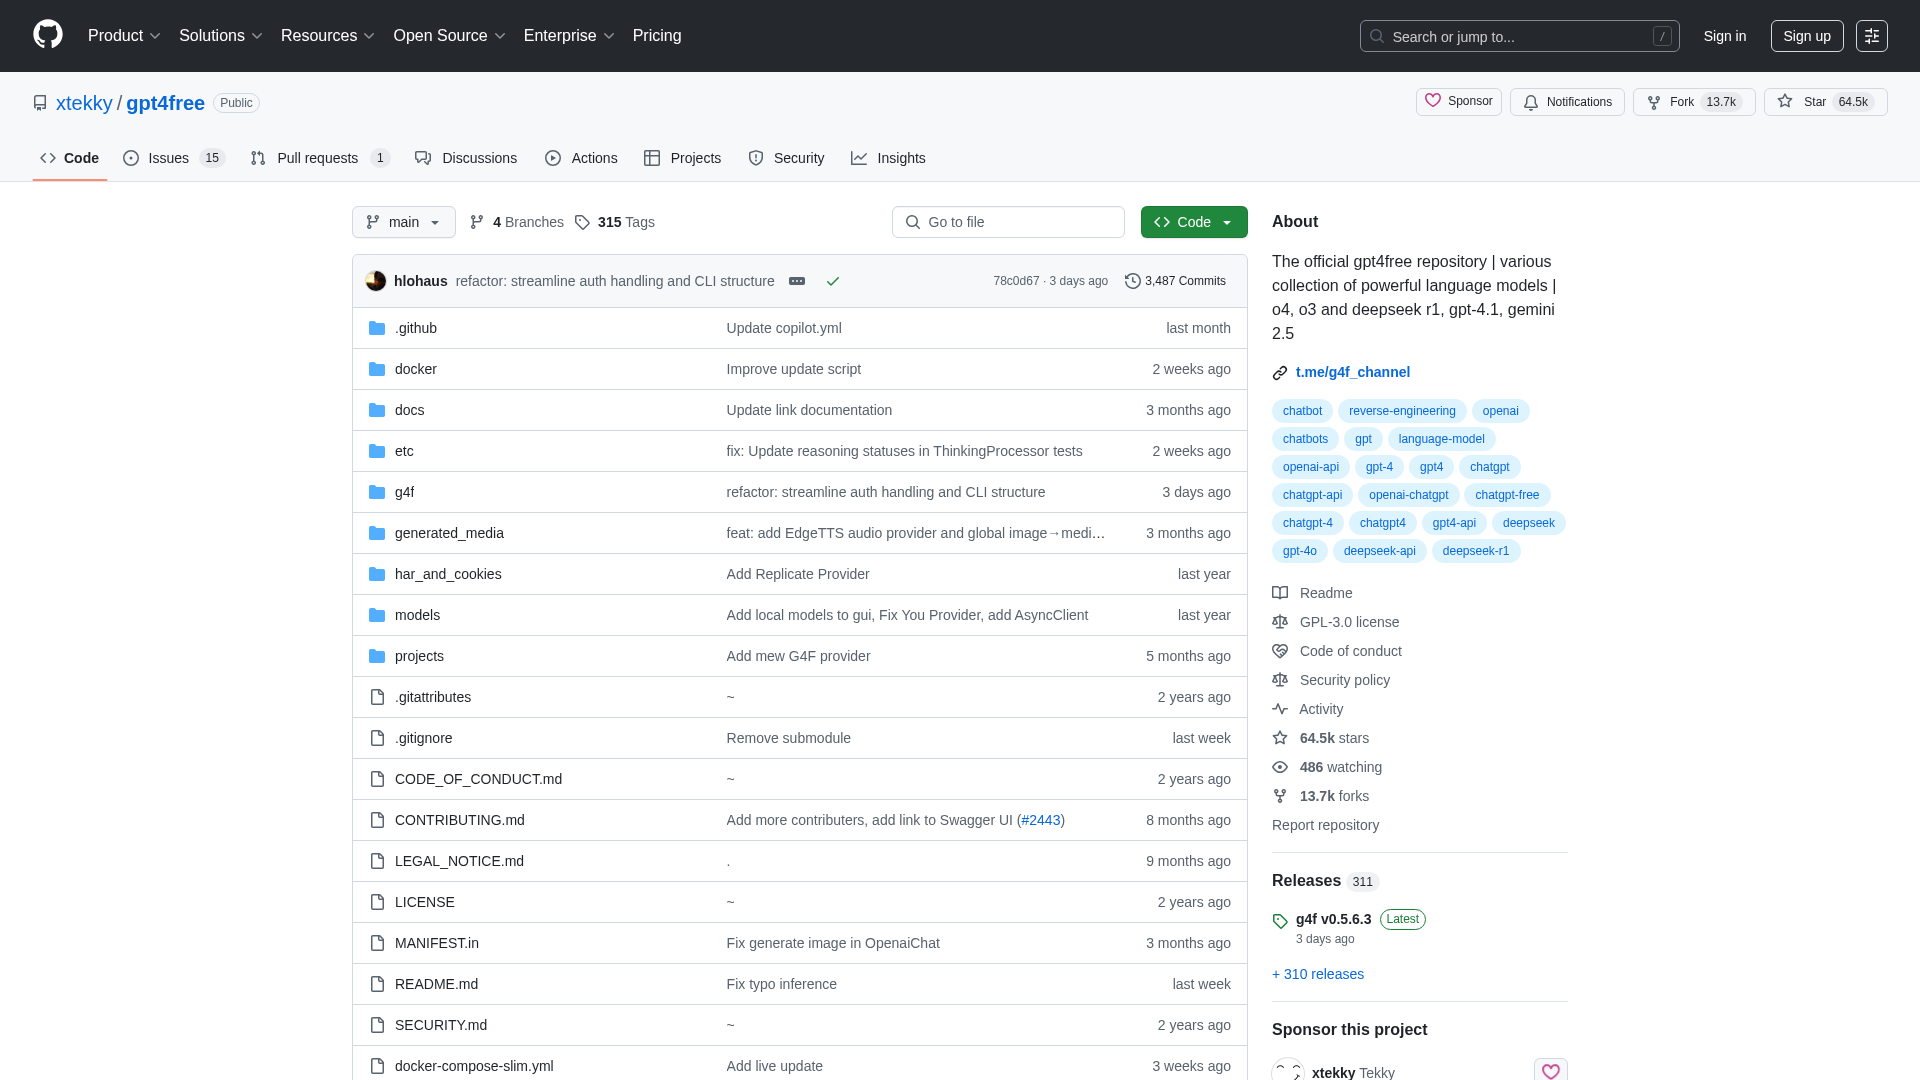 Product Solutions Resources Open Source Enterprise Pricing Search or jump to... / Sign in Sign up
xtekky / gpt4free Public Sponsor Notifications Fork 13.7k Star 64.5k
Code Issues 15 Pull requests 1 Discussions Actions Projects Security Insights
main 4 Branches 315 Tags Go to file Code
hlohaus refactor: streamline auth handling and CLI structure 78c0d67 · 3 days ago 3,487 Commits
.github Update copilot.yml last month
docker Improve update script 2 weeks ago
docs Update link documentation 3 months ago
etc fix: Update reasoning statuses in ThinkingProcessor tests 2 weeks ago
g4f refactor: streamline auth handling and CLI structure 3 days ago
generated_media feat: add EdgeTTS audio provider and global image→medi… 3 months ago
har_and_cookies Add Replicate Provider last year
models Add local models to gui, Fix You Provider, add AsyncClient last year
projects Add mew G4F provider 5 months ago
.gitattributes ~ 2 years ago
.gitignore Remove submodule last week
CODE_OF_CONDUCT.md ~ 2 years ago
CONTRIBUTING.md Add more contributers, add link to Swagger UI (#2443) 8 months ago
LEGAL_NOTICE.md . 9 months ago
LICENSE ~ 2 years ago
MANIFEST.in Fix generate image in OpenaiChat 3 months ago
README.md Fix typo inference last week
SECURITY.md ~ 2 years ago
docker-compose-slim.yml Add live update 3 weeks ago
About
The official gpt4free repository | various
collection of powerful language models |
o4, o3 and deepseek r1, gpt-4.1, gemini
2.5
t.me/g4f_channel
chatbot reverse-engineering openai
chatbots gpt language-model
openai-api gpt-4 gpt4 chatgpt
chatgpt-api openai-chatgpt chatgpt-free
chatgpt-4 chatgpt4 gpt4-api deepseek
gpt-4o deepseek-api deepseek-r1
Readme
GPL-3.0 license
Code of conduct
Security policy
Activity
64.5k stars
486 watching
13.7k forks
Report repository
Releases 311
g4f v0.5.6.3 Latest
3 days ago
+ 310 releases
Sponsor this project
xtekky Tekky